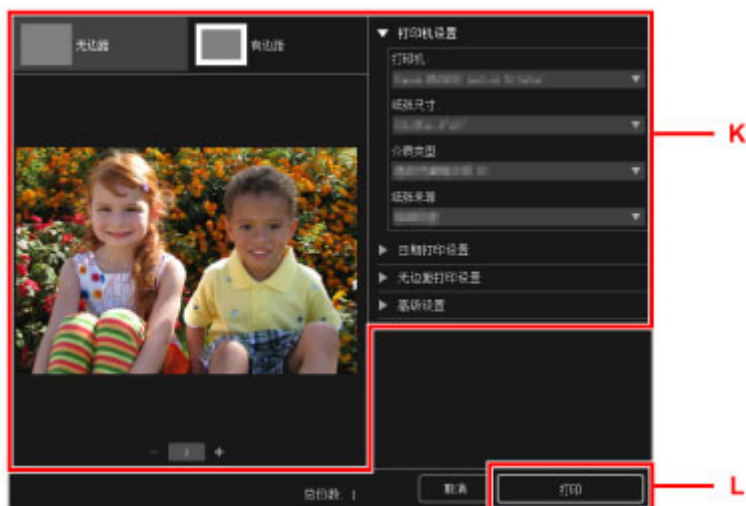 无边距
有边距
▼ 打印机设置
打印机
纸张尺寸
介质类型
纸张来源
▶ 日期打印设置
▶ 无边距打印设置
▶ 高级设置
K
- 1 +
总份数: 1
取消
打印
L